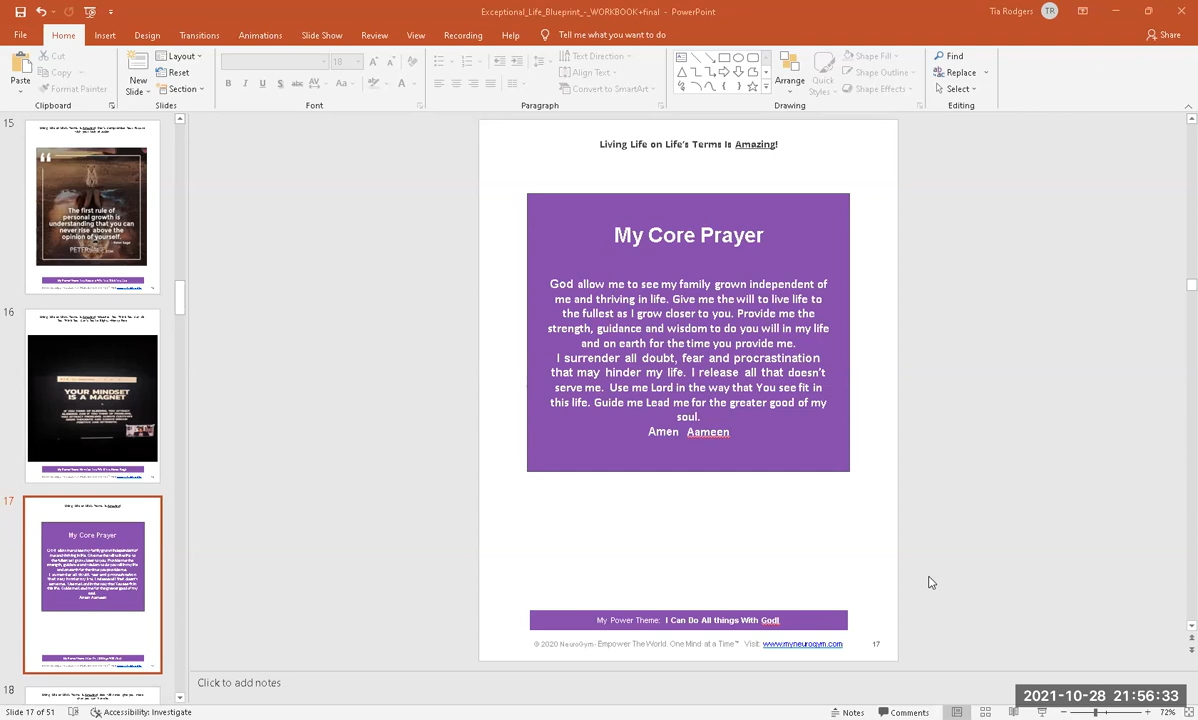 Exceptional_Life_Blueprint_-_WORKBOOK+final - PowerPoint
Tia Rodgers TR
File Home Insert Design Transitions Animations Slide Show Review View Recording Help Tell me what you want to do Share
Paste Cut Copy Format Painter Clipboard
New Slide Layout Reset Section Slides
18 Font
Text Direction Align Text Convert to SmartArt Paragraph
Arrange Quick Styles Shape Fill Shape Outline Shape Effects Drawing
Find Replace Select Editing
15
The first rule of
personal growth is
understanding that you can
never rise above the
opinion of yourself.
16
YOUR MINDSET
IS A MAGNET
17
My Core Prayer
18
Living Life on Life's Terms Is Amazing!
My Core Prayer
God allow me to see my family grown independent of
me and thriving in life. Give me the will to live life to
the fullest as I grow closer to you. Provide me the
strength, guidance and wisdom to do you will in my life
and on earth for the time you provide me.
I surrender all doubt, fear and procrastination
that may hinder my life. I release all that doesn't
serve me. Use me Lord in the way that You see fit in
this life. Guide me Lead me for the greater good of my
soul.
Amen Aameen
My Power Theme: I Can Do All things With God!
© 2020 NeuroGym- Empower The World: One Mind at a Time™ Visit: www.myneurogym.com 17
Click to add notes
2021-10-28 21:56:33
Slide 17 of 51 Accessibility: Investigate Notes Comments 72%